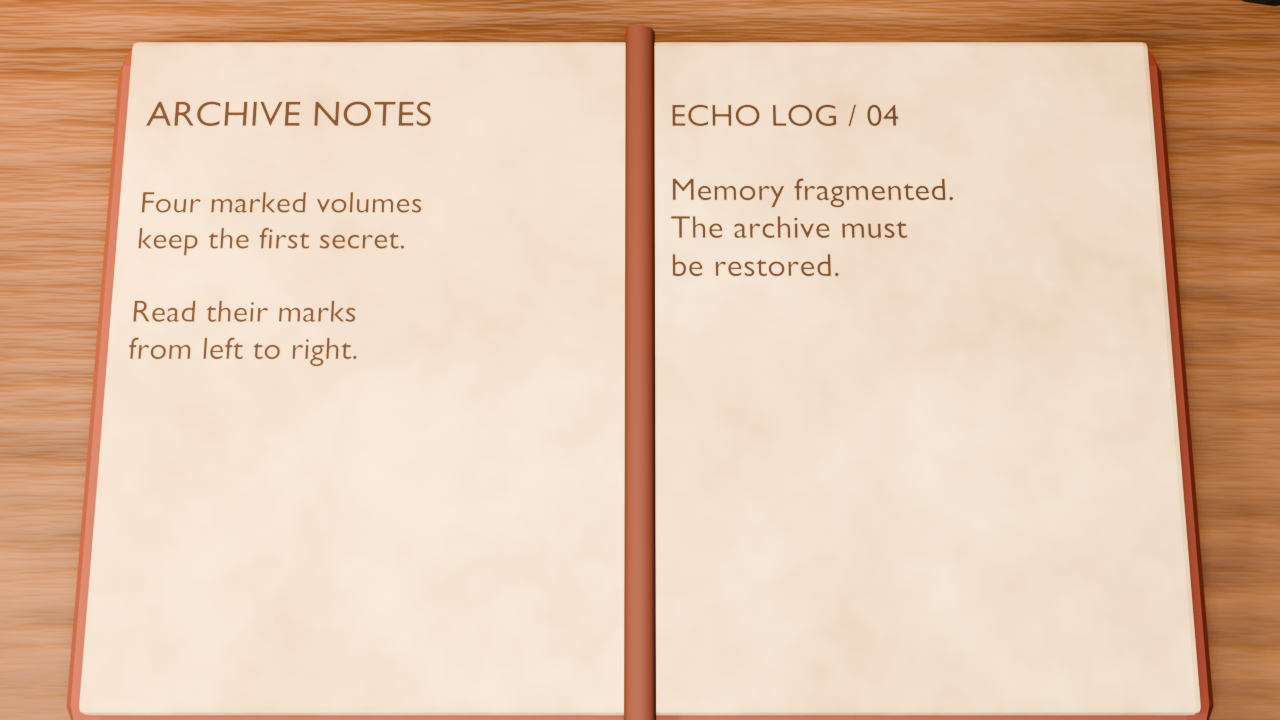 ARCHIVE NOTES
Four marked volumes
keep the first secret.
Read their marks
from left to right.
ECHO LOG / 04
Memory fragmented.
The archive must
be restored.